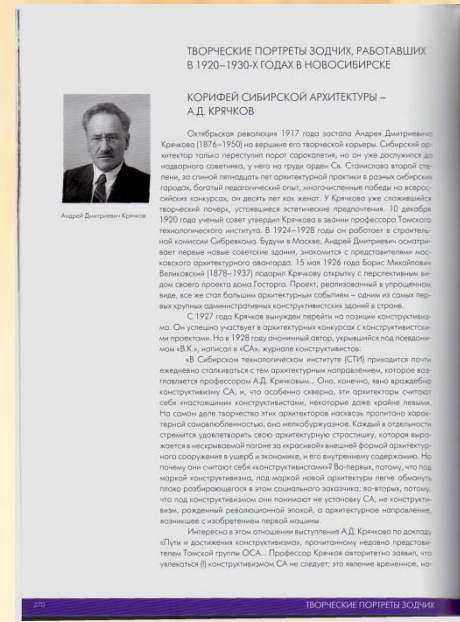 ТВОРЧЕСКИЕ ПОРТРЕТЫ ЗОДЧИХ, РАБОТАВШИХ
В 1920–1930-Х ГОДАХ В НОВОСИБИРСКЕ
КОРИФЕЙ СИБИРСКОЙ АРХИТЕКТУРЫ –
А.Д. КРЯЧКОВ
Андрей Дмитриевич Крячков
Октябрьская революция 1917 года застала Андрея Дмитриевича
Крячкова (1876–1950) на вершине его творческой карьеры. Сибирский ар-
хитектор только переступил порог сорокалетия, но он уже дослужился до
надворного советника, у него на груди орден Св. Станислава второй сте-
пени, за спиной пятнадцать лет архитектурной практики в разных сибирских
городах, богатый педагогический опыт, многочисленные победы на всерос-
сийских конкурсах, он десять лет как женат. У Крячкова уже сложившийся
творческий почерк, устоявшиеся эстетические предпочтения. 10 декабря
1920 года ученый совет утвердил Крячкова в звании профессора Томского
технологического института. В 1924–1928 годы он работает в строитель-
ной комиссии Сибревкома. Будучи в Москве, Андрей Дмитриевич осматри-
вает первые новые советские здания, знакомится с представителями мос-
ковского архитектурного авангарда. 15 мая 1926 года Борис Михайлович
Великовский (1878–1937) подарил Крячкову открытку с перспективным ви-
дом своего проекта дома Госторга. Проект, реализованный в упрощенном
виде, все же стал большим архитектурным событием – одним из самых пер-
вых крупных административных конструктивистских зданий в стране.
С 1927 года Крячков вынужден перейти на позиции конструктивиз-
ма. Он успешно участвует в архитектурных конкурсах с конструктивистски-
ми проектами. Но в 1928 году анонимный автор, укрывшийся под псевдони-
мом «В.К.», написал в «СА», журнале конструктивистов:
«В Сибирском технологическом институте (СТИ) приходится почти
ежедневно сталкиваться с тем архитектурным направлением, которое воз-
главляется профессором А.Д. Крячковым... Оно, конечно, явно враждебно
конструктивизму СА, и, что особенно скверно, эти архитекторы считают
себя «настоящими» конструктивистами, некоторые даже крайне левыми.
На самом деле творчество этих архитекторов насквозь пропитано харак-
терной самовлюбленностью, оно мелкобуржуазное. Каждый в отдельности
стремится удовлетворить свою архитектурную страстишку, которая выра-
жается в нескрываемой погоне за «красивой» внешней формой архитектур-
ного сооружения в ущерб и экономике, и его внутреннему содержанию. Но
почему они считают себя «конструктивистами»? Во-первых, потому, что под
маркой конструктивизма, под маркой новой архитектуры легче обмануть
плохо разбирающегося в этом социального заказчика; во-вторых, потому,
что под конструктивизмом они понимают не установку СА, не конструкти-
визм, рожденный революционной эпохой, а архитектурное направление,
возникшее с изобретением первой машины.
Интересно в этом отношении выступление А.Д. Крячкова по докладу
«Пути и достижения конструктивизма», прочитанному недавно представи-
телем Томской группы ОСА... Профессор Крячков авторитетно заявил, что
увлекаться (!) конструктивизмом СА не следует; это явление временное, на-
270
ТВОРЧЕСКИЕ ПОРТРЕТЫ ЗОДЧИХ